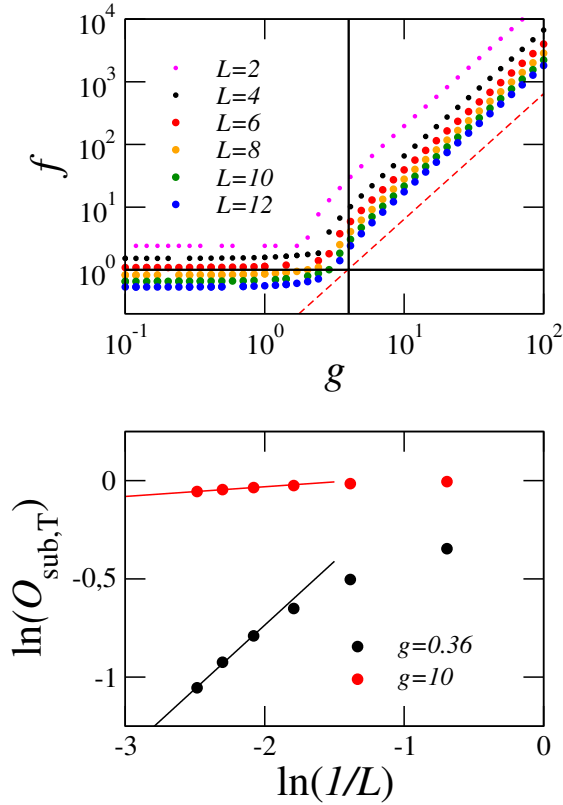 10^4
10^3
10^2
10^1
10^0
f
L=2
L=4
L=6
L=8
L=10
L=12
10^-1 10^0 10^1 10^2
g
0
-0,5
-1
ln(O_sub,T)
g=0.36
g=10
-3 -2 -1 0
ln(1/L)